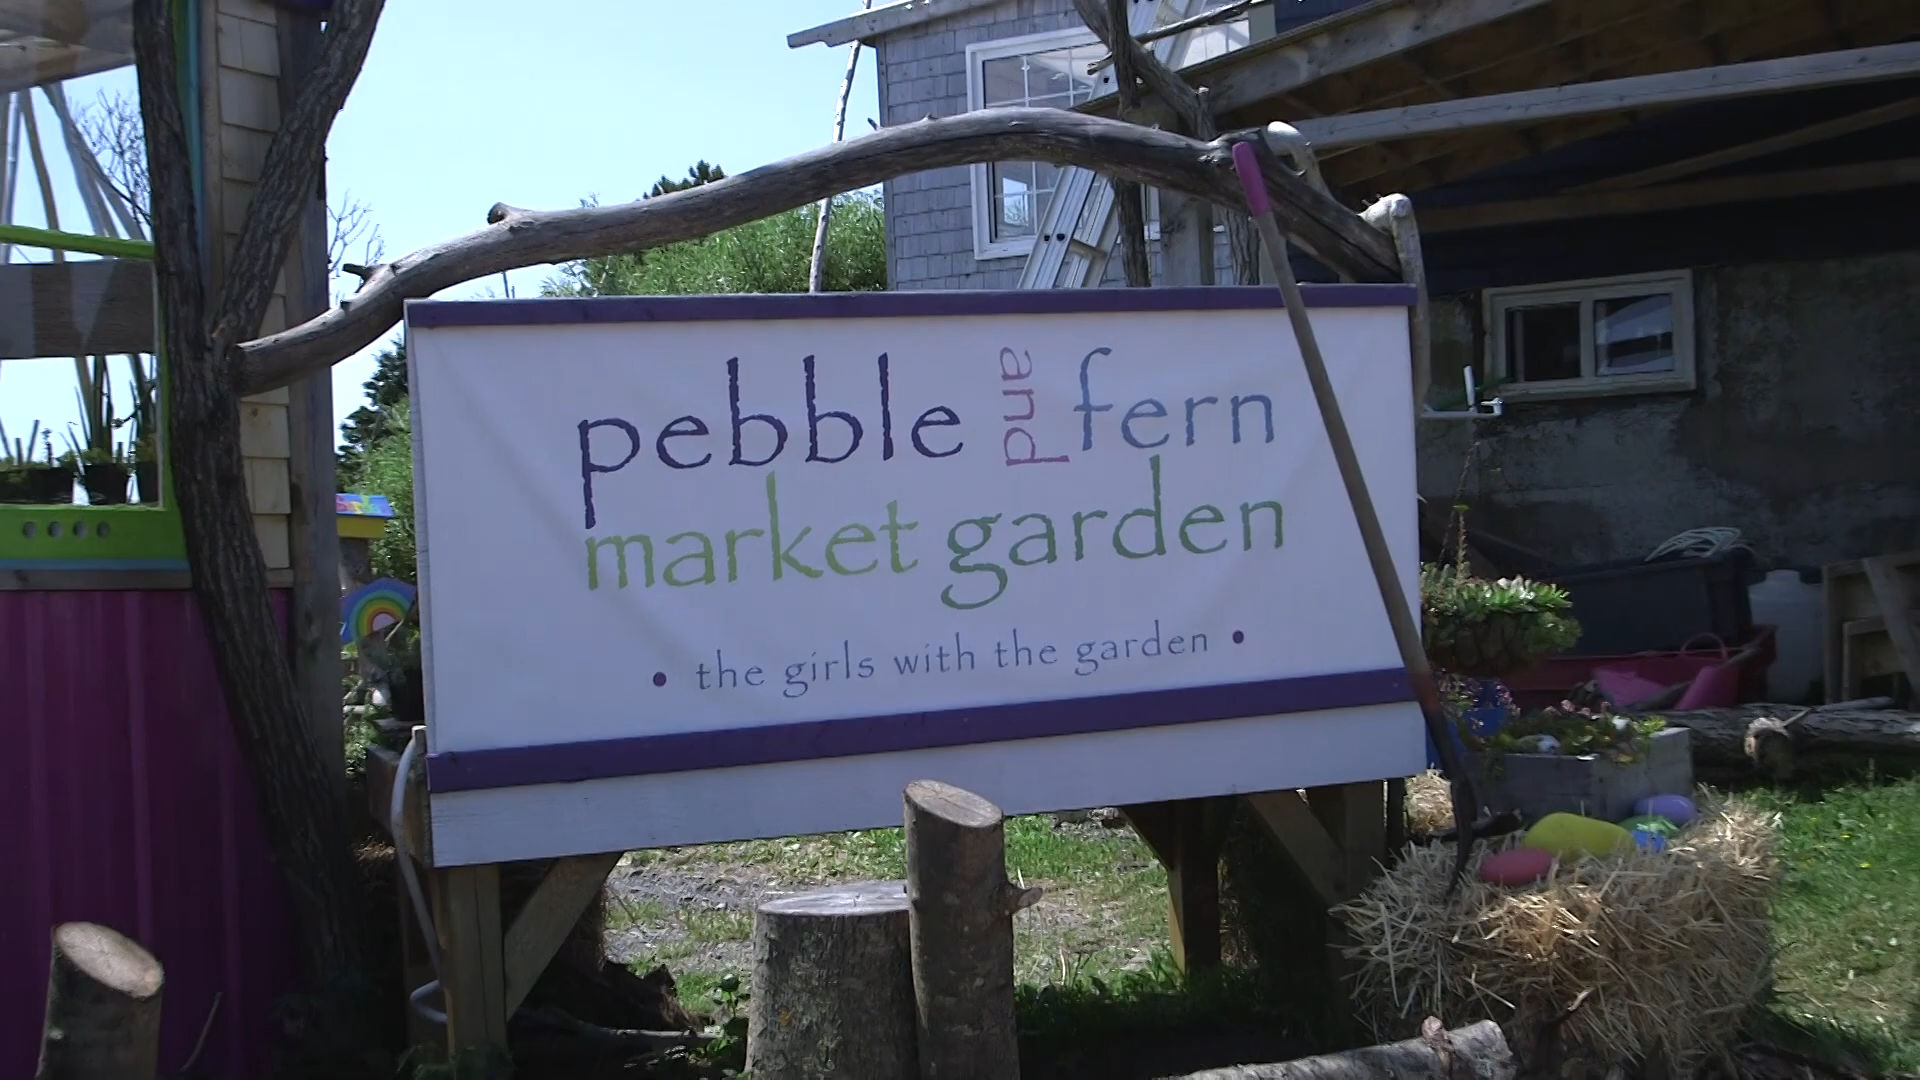 pebble and fern
market garden
• the girls with the garden •